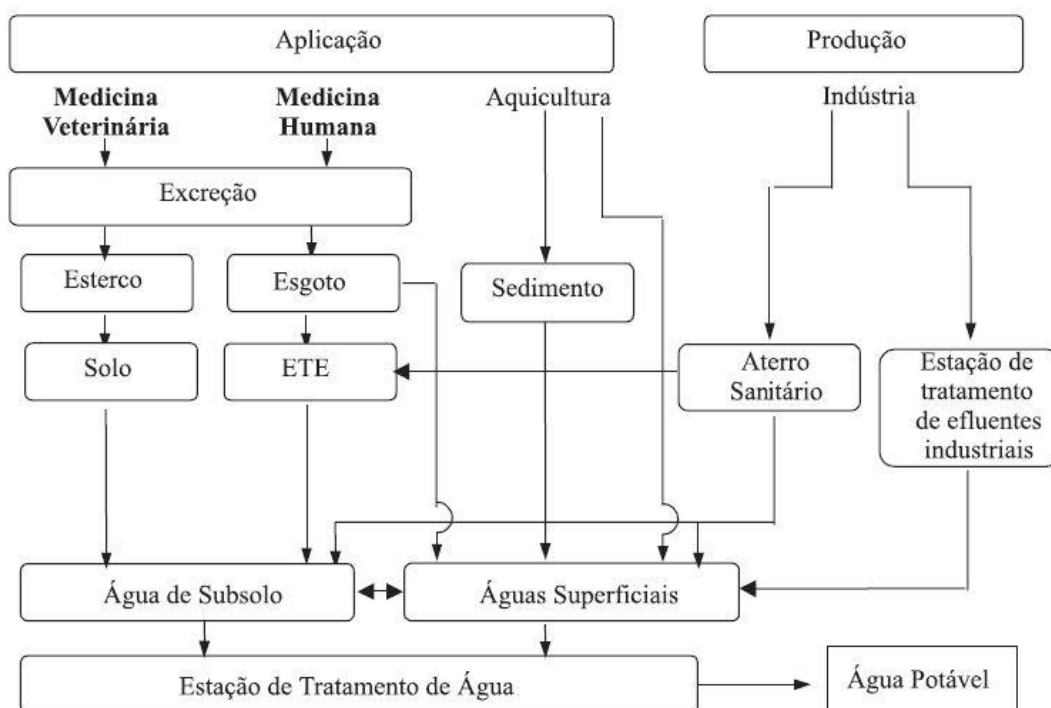 Aplicação
Produção
Medicina
Veterinária
Medicina
Humana
Aquicultura
Indústria
Excreção
Esterco
Esgoto
Sedimento
Solo
ETE
Aterro
Sanitário
Estação de
tratamento
de efluentes
industriais
Água de Subsolo
Águas Superficiais
Estação de Tratamento de Água
Água Potável